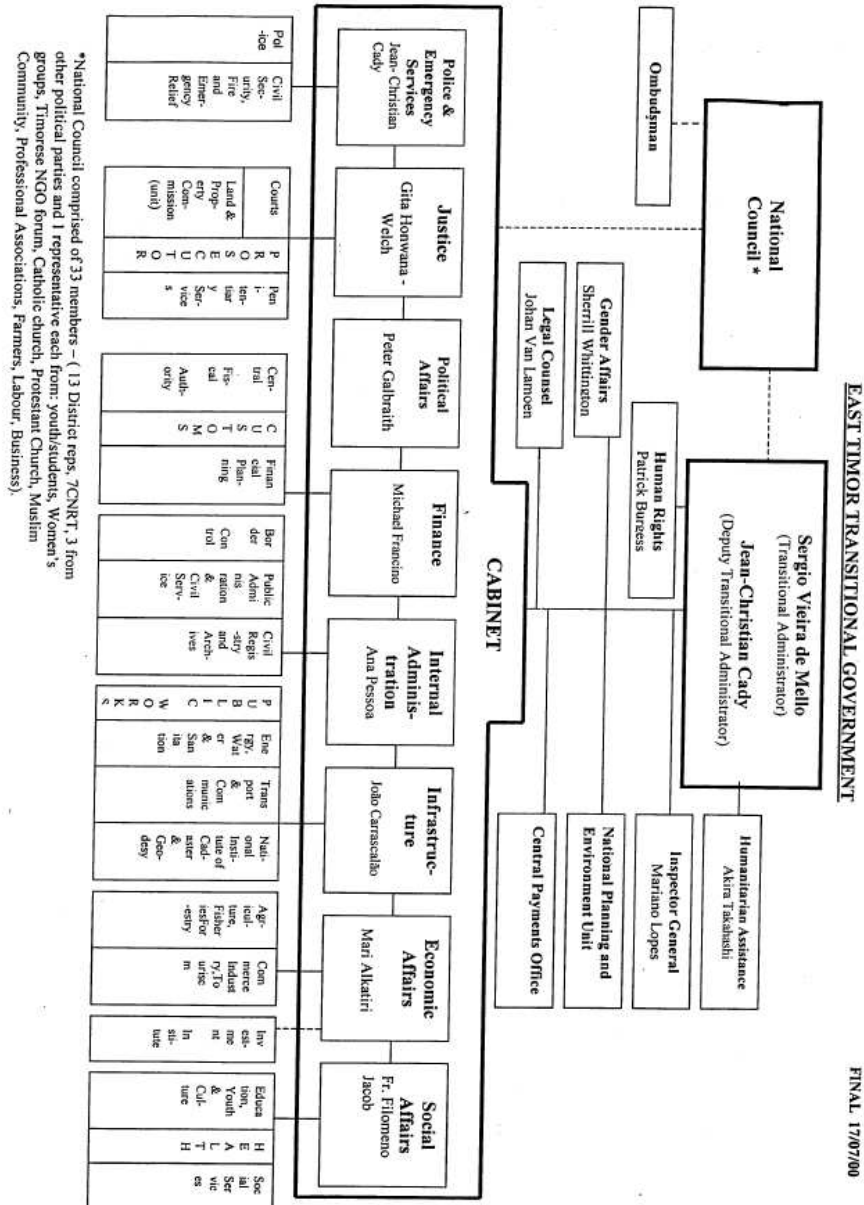 EAST TIMOR TRANSITIONAL GOVERNMENT
FINAL 17/07/00
National
Council *
Sergio Vieira de Mello
(Transitional Administrator)
Jean-Christian Cady
(Deputy Transitional Administrator)
Ombudsman
Humanitarian Assistance
Akira Takahashi
Human Rights
Patrick Burgess
Inspector General
Mariano Lopes
Gender Affairs
Sherrill Whittington
National Planning and
Environment Unit
Legal Counsel
Johan Van Lamoen
Central Payments Office
CABINET
Police &
Emergency
Services
Jean- Christian
Cady
Justice
Gita Honwana -
Welch
Political
Affairs
Peter Galbraith
Finance
Michael Francino
Internal
Adminis-
tration
Ana Pessoa
Infrastruc-
ture
João Carrascalão
Economic
Affairs
Mari Alkatiri
Social
Affairs
Fr. Filomeno
Jacob
Pol
-ice
Civil
Sec-
urity,
Fire
and
Emer-
gency
Relief
Courts
Land &
Prop-
erty
Com-
mission
(unit)
P
R
O
S
E
C
U
T
O
R
Pen
i-
ten-
tiar
y
Ser-
vice
s
Cen-
tral
Fis-
cal
Auth-
ority
C
U
S
T
O
M
S
Finan
cial
Plan-
ning
Bor
der
Con
trol
Public
Admi
nis
ration
&
Civil
Serv-
ice
Civil
Regis
-stry
and
Arch-
ives
P
U
B
L
I
C
W
O
R
K
s
Ene
rgy,
Wat
er
&
San
ita
tion
Trans
port
&
Com
munic
ations
Nati-
onal
Insti-
tute of
Cad-
aster
&
Geo-
desy
Agr-
icul-
ture,
Fisher
iesFor
-estry
Com
merce
Indust
ry,To
urisc
m
Inv
est-
me
nt
In
sti-
tute
Educa
tion,
Youth
&
Cul-
ture
H
E
A
L
T
H
Soc
ial
Ser
vic
es
*National Council comprised of 33 members – ( 13 District reps, 7CNRT, 3 from
other political parties and 1 representative each from: youth/students, Women's
groups, Timorese NGO forum, Catholic church, Protestant Church, Muslim
Community, Professional Associations, Farmers, Labour, Business).